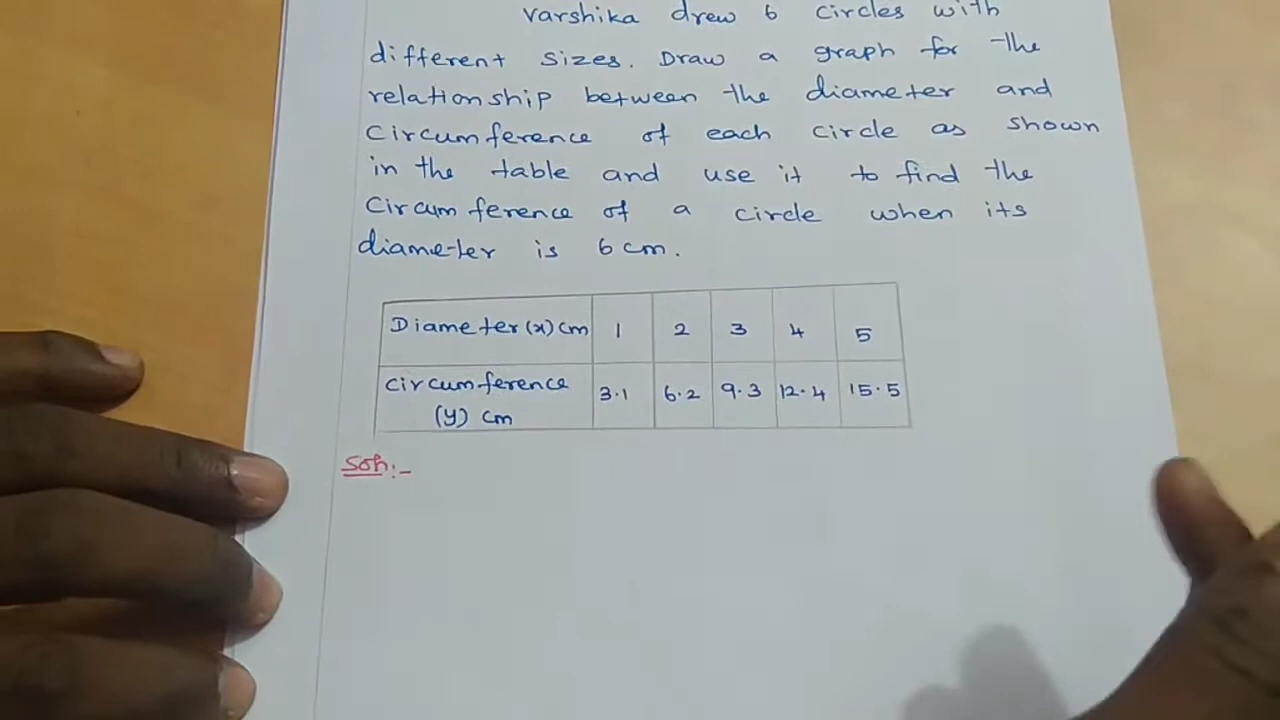 Varshika drew 6 circles with
different sizes. Draw a graph for the
relationship between the diameter and
Circumference of each circle as shown
in the table and use it to find the
Circumference of a circle when its
diameter is 6 cm.
Diameter (x) cm 1 2 3 4 5
Circumference (y) cm 3.1 6.2 9.3 12.4 15.5
Soln:-